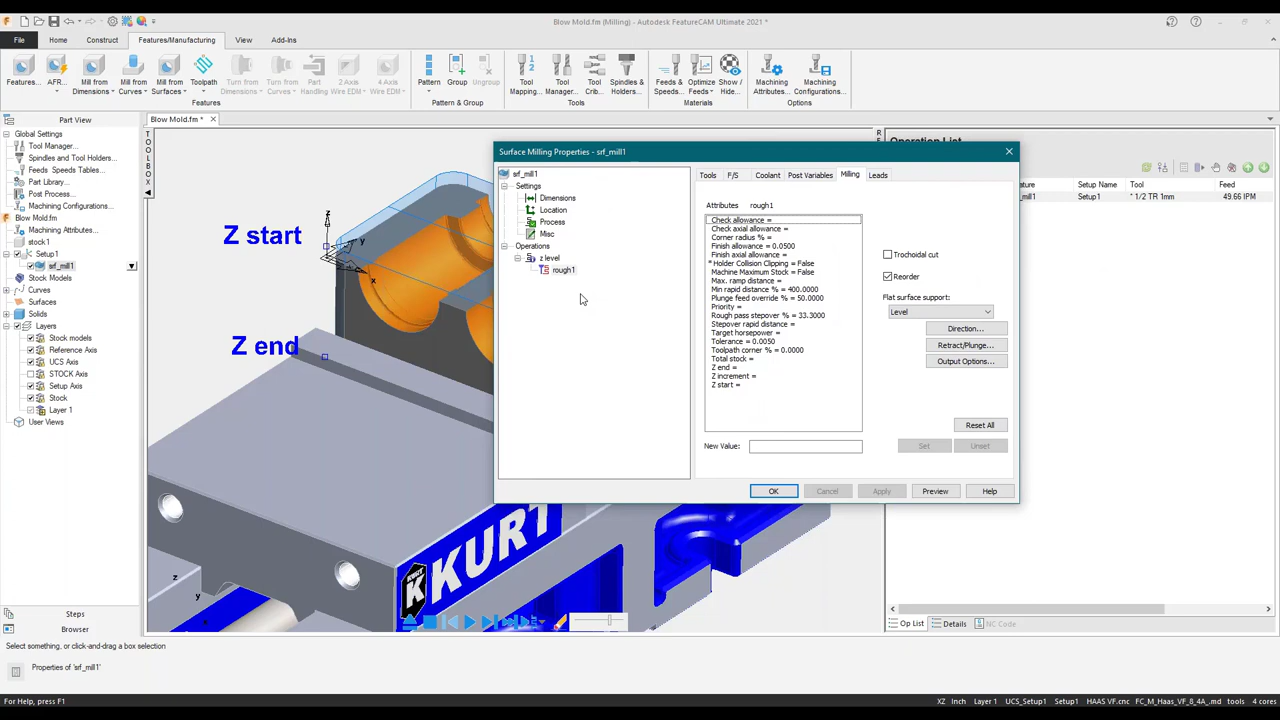 Blow Mold.fm (Milling) - Autodesk FeatureCAM Ultimate 2021 *
File
Home
Construct
Features/Manufacturing
View
Add-Ins
Features...
AFR...
Mill from Dimensions...
Mill from Curves...
Mill from Surfaces...
Toolpath
Turn from Dimensions...
Turn from Curves...
Part Handling
2 Axis Wire EDM...
4 Axis Wire EDM...
Pattern
Group
Ungroup
Tool Mapping...
Tool Manager...
Tool Crib...
Spindles & Holders...
Feeds & Speeds...
Optimize Feeds
Show / Hide...
Machining Attributes...
Machining Configurations...
Features
Pattern & Group
Tools
Materials
Options
Part View
Global Settings
Tool Manager...
Spindles and Tool Holders...
Feeds Speeds Tables...
Part Library...
Post Process...
Machining Configurations...
Blow Mold.fm
Machining Attributes...
stock1
Setup1
srf_mill1
Stock Models
Curves
Surfaces
Solids
Layers
Stock models
Reference Axis
UCS Axis
STOCK Axis
Setup Axis
Stock
Layer 1
User Views
Steps
Browser
Blow Mold.fm *
TOOLBOX
Z start
Z end
z
y
x
KURT
K
z
y
x
Surface Milling Properties - srf_mill1
srf_mill1
Settings
Dimensions
Location
Process
Misc
Operations
z level
rough1
Tools
F/S
Coolant
Post Variables
Milling
Leads
Attributes
rough1
Check allowance =
Check axial allowance =
Corner radius % =
Finish allowance = 0.0500
Finish axial allowance =
* Holder Collision Clipping = False
Machine Maximum Stock = False
Max. ramp distance =
Min rapid distance % = 400.0000
Plunge feed override % = 50.0000
Priority =
Rough pass stepover % = 33.3000
Stepover rapid distance =
Target horsepower =
Tolerance = 0.0050
Toolpath corner % = 0.0000
Total stock =
Z end =
Z increment =
Z start =
Trochoidal cut
Reorder
Flat surface support:
Level
Direction...
Retract/Plunge...
Output Options...
Reset All
New Value:
Set
Unset
OK
Cancel
Apply
Preview
Help
Setup Name
Tool
Feed
Setup1
* 1/2 TR 1mm
49.66 IPM
Op List
Details
NC Code
Select something, or click-and-drag a box selection
Properties of 'srf_mill1'
For Help, press F1
XZ
Inch
Layer 1
UCS_Setup1
Setup1
HAAS VF.cnc
FC_M_Haas_VF_8_4A_.md
tools
4 cores